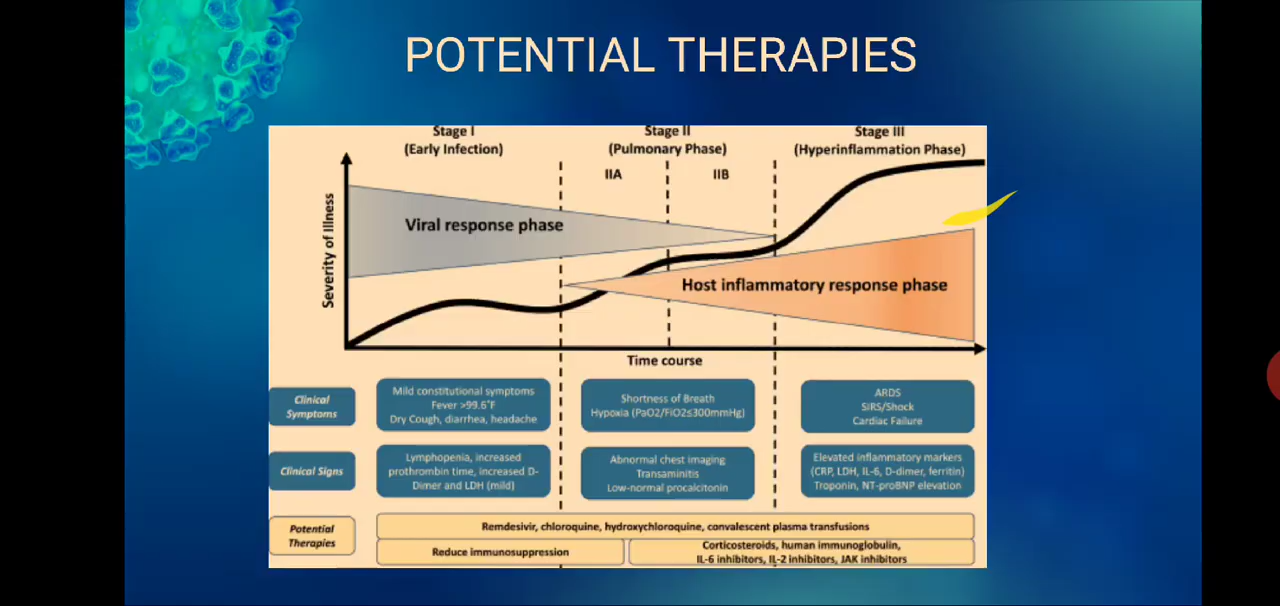 POTENTIAL THERAPIES
Stage I
(Early Infection)
Stage II
(Pulmonary Phase)
Stage III
(Hyperinflammation Phase)
IIA
IIB
Severity of Illness
Viral response phase
Host inflammatory response phase
Time course
Clinical
Symptoms
Mild constitutional symptoms
Fever >99.6°F
Dry Cough, diarrhea, headache
Shortness of Breath
Hypoxia (PaO2/FiO2≤300mmHg)
ARDS
SIRS/Shock
Cardiac Failure
Clinical Signs
Lymphopenia, increased
prothrombin time, increased D-
Dimer and LDH (mild)
Abnormal chest imaging
Transaminitis
Low-normal procalcitonin
Elevated inflammatory markers
(CRP, LDH, IL-6, D-dimer, ferritin)
Troponin, NT-proBNP elevation
Potential
Therapies
Remdesivir, chloroquine, hydroxychloroquine, convalescent plasma transfusions
Reduce immunosuppression
Corticosteroids, human immunoglobulin,
IL-6 inhibitors, IL-2 inhibitors, JAK inhibitors